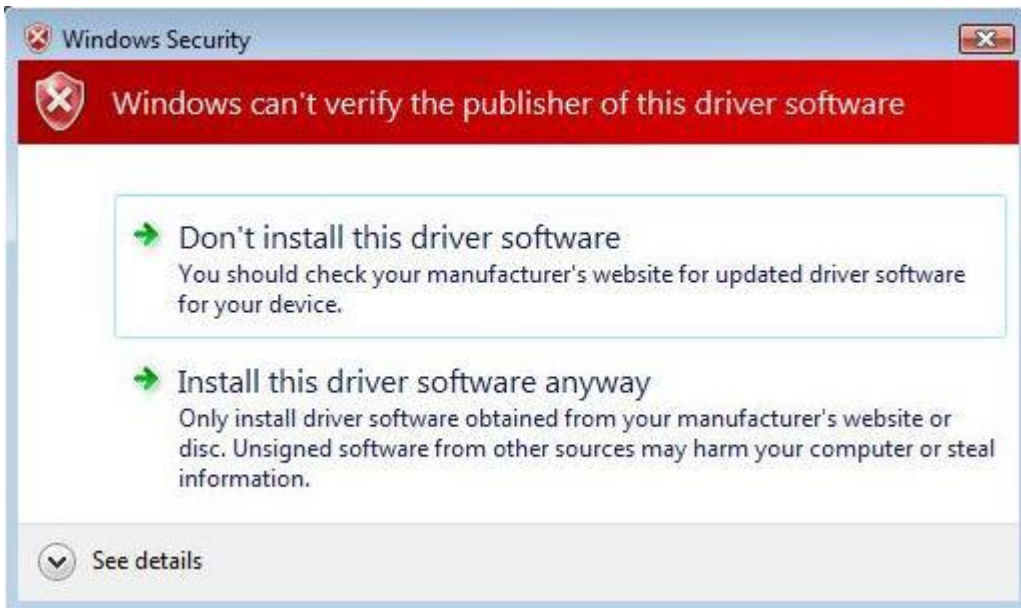 Windows Security
Windows can't verify the publisher of this driver software
Don't install this driver software
You should check your manufacturer's website for updated driver software
for your device.
Install this driver software anyway
Only install driver software obtained from your manufacturer's website or
disc. Unsigned software from other sources may harm your computer or steal
information.
See details